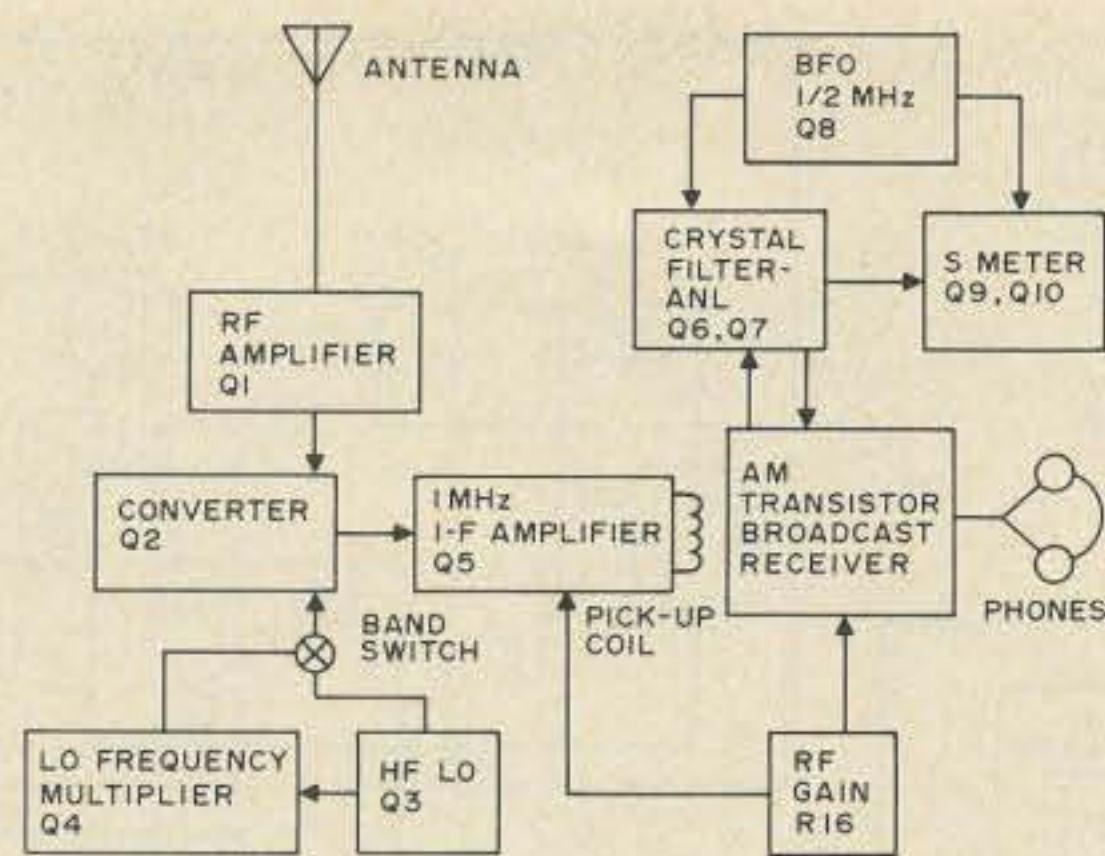 ANTENNA
BFO
1/2 MHz
Q8
CRYSTAL
FILTER-
ANL
Q6,Q7
S METER
Q9,Q10
RF
AMPLIFIER
Q1
CONVERTER
Q2
1 MHz
I-F AMPLIFIER
Q5
AM
TRANSISTOR
BROADCAST
RECEIVER
PHONES
BAND
SWITCH
PICK-UP
COIL
LO FREQUENCY
MULTIPLIER
Q4
HF LO
Q3
RF
GAIN
R16